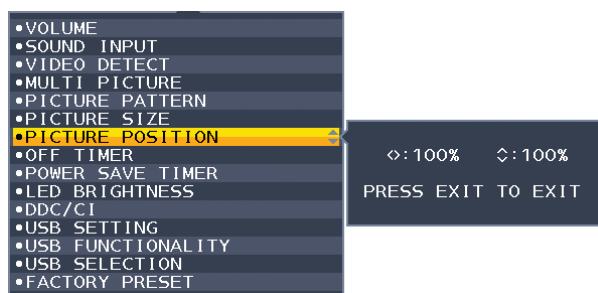 •VOLUME
•SOUND INPUT
•VIDEO DETECT
•MULTI PICTURE
•PICTURE PATTERN
•PICTURE SIZE
•PICTURE POSITION
•OFF TIMER
•POWER SAVE TIMER
•LED BRIGHTNESS
•DDC/CI
•USB SETTING
•USB FUNCTIONALITY
•USB SELECTION
•FACTORY PRESET
:100% :100%
PRESS EXIT TO EXIT